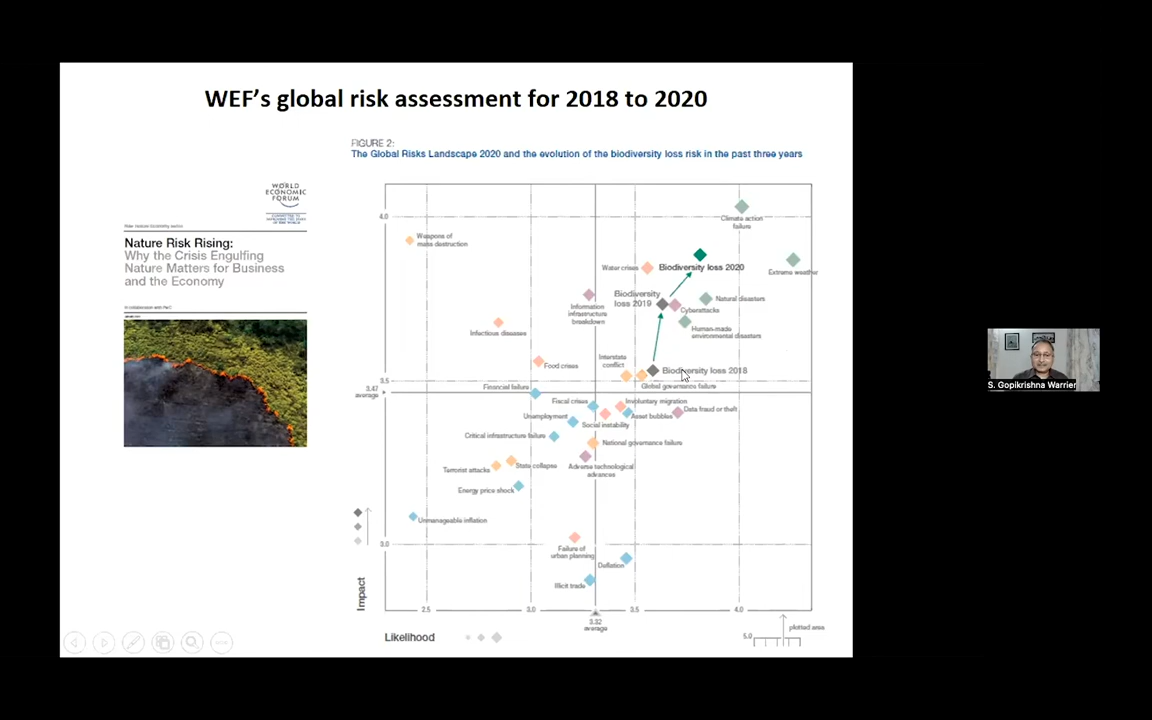 WEF's global risk assessment for 2018 to 2020
FIGURE 2:
The Global Risks Landscape 2020 and the evolution of the biodiversity loss risk in the past three years
WORLD
ECONOMIC
FORUM
Nature Risk Rising:
Why the Crisis Engulfing
Nature Matters for Business
and the Economy
4.0
Weapons of
mass destruction
Climate action
failure
Water crises
Biodiversity loss 2020
Extreme weather
Biodiversity
loss 2019
Natural disasters
Cyberattacks
Information
infrastructure
breakdown
Infectious diseases
Human-made
environmental disasters
Interstate
conflict
Food crises
Biodiversity loss 2018
3.5
Global governance failure
3.47
average
Financial failure
Fiscal crises
Involuntary migration
Data fraud or theft
Unemployment
Asset bubbles
Social instability
Critical infrastructure failure
National governance failure
Terrorist attacks
State collapse
Adverse technological
advances
Energy price shock
Unmanageable inflation
3.0
Failure of
urban planning
Deflation
Illicit trade
Impact
2.5
3.0
3.5
4.0
3.32
average
plotted area
5.0
Likelihood
S. Gopikrishna Warrier